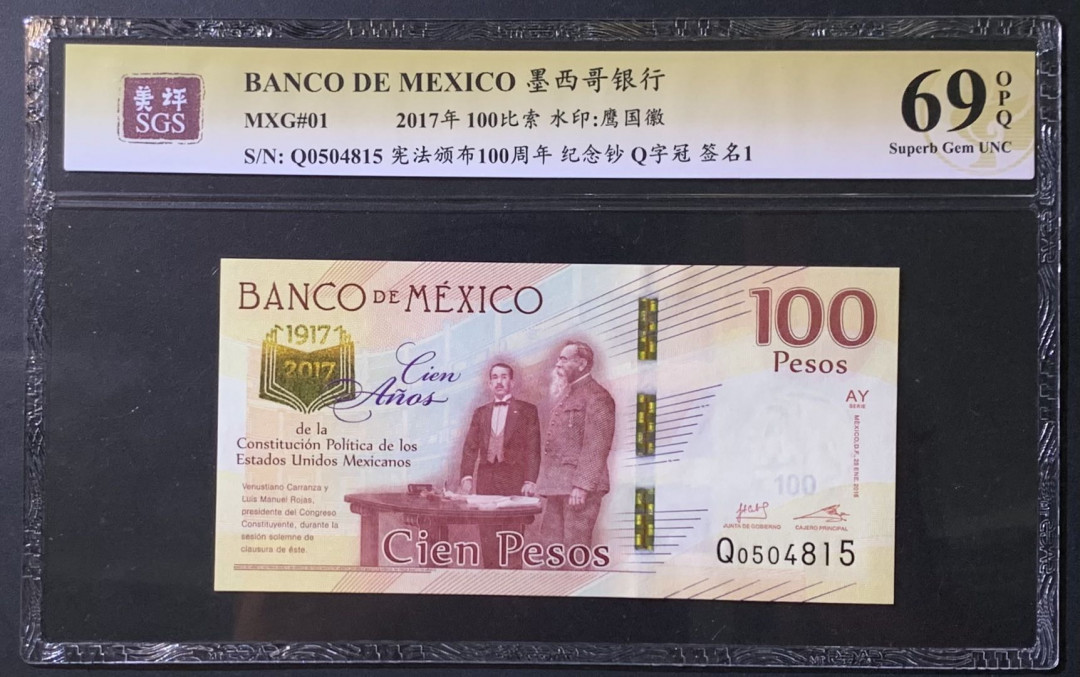 美评
SGS
BANCO DE MEXICO 墨西哥银行
MXG#01 2017年 100比索 水印:鹰国徽
S/N: Q0504815 宪法颁布100周年 纪念钞 Q字冠 签名1
69
OPQ
Superb Gem UNC
BANCO DE MÉXICO
1917
2017
Cien
Años
de la
Constitución Política de los
Estados Unidos Mexicanos
Venustiano Carranza y
Luis Manuel Rojas,
presidente del Congreso
Constituyente, durante la
sesión solemne de
clausura de éste.
Cien Pesos
100
Pesos
AY
SERIE
MÉXICO, D.F., 25 ENE. 2016
100
JUNTA DE GOBIERNO CAJERO PRINCIPAL
Q0504815